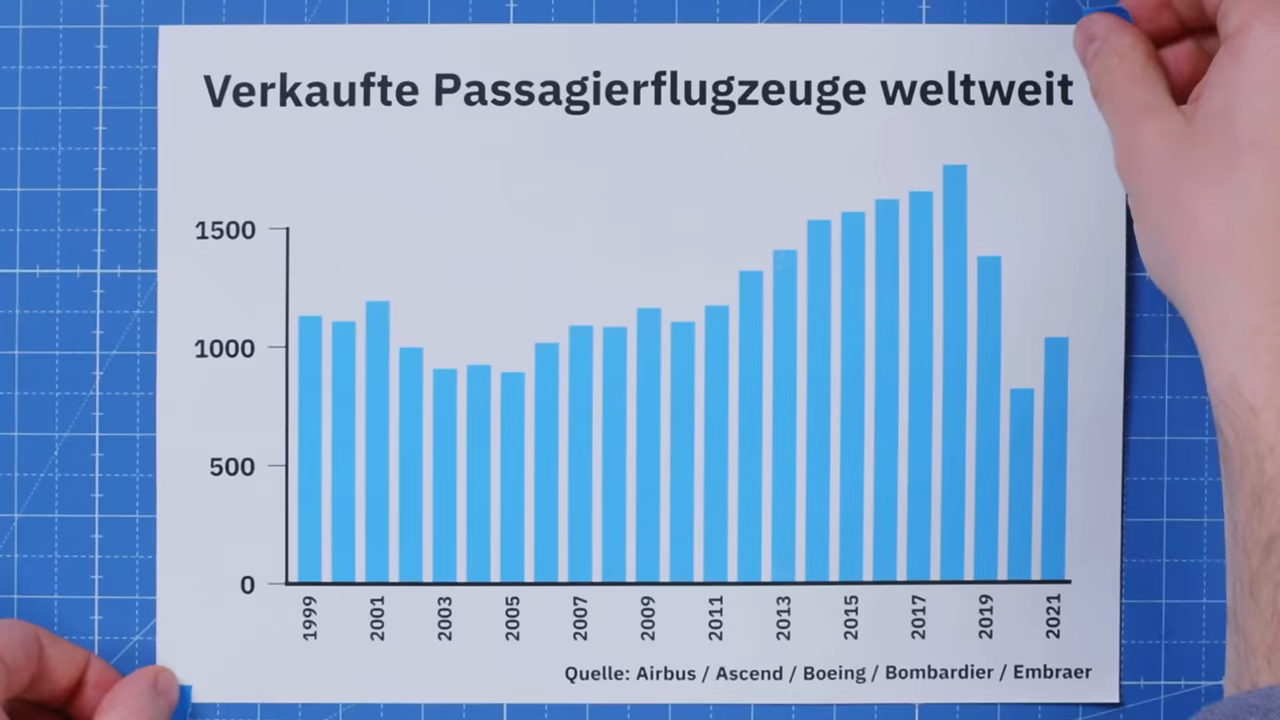 Verkaufte Passagierflugzeuge weltweit
1500
1000
500
0
1999 2001 2003 2005 2007 2009 2011 2013 2015 2017 2019 2021
Quelle: Airbus / Ascend / Boeing / Bombardier / Embraer